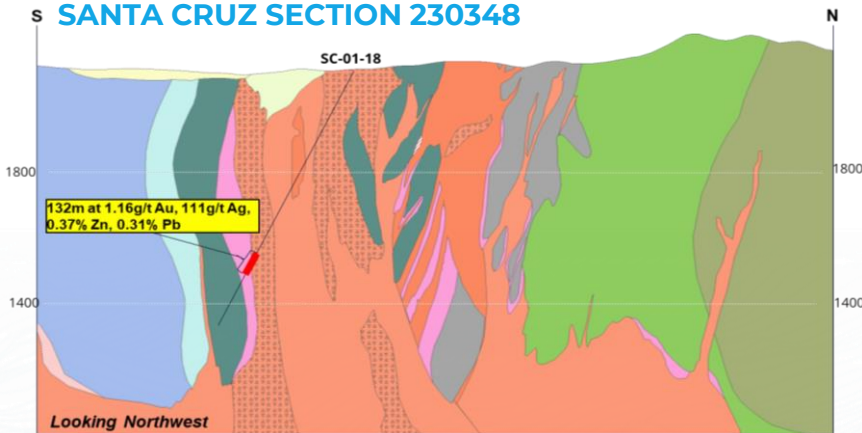 SANTA CRUZ SECTION 230348
S
N
SC-01-18
1800
1800
132m at 1.16g/t Au, 111g/t Ag,
0.37% Zn, 0.31% Pb
1400
1400
Looking Northwest